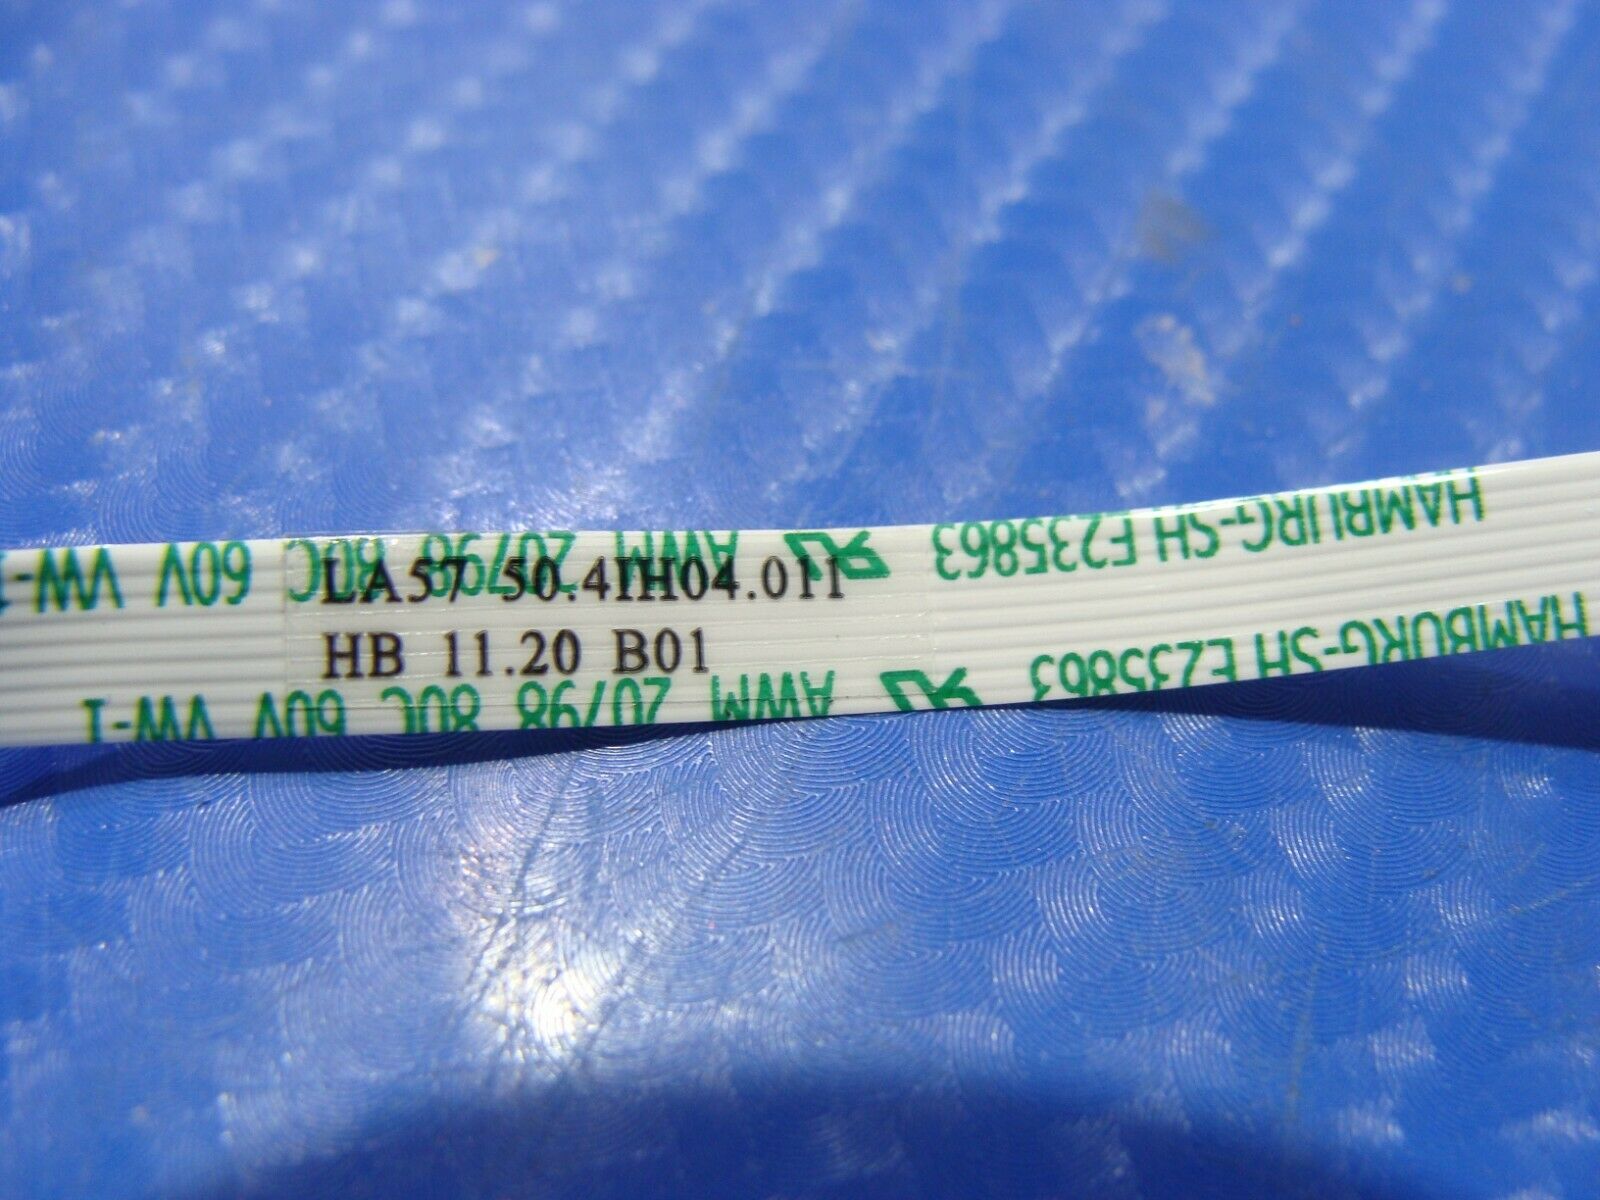 LA57 50.4IH04.011
HB 11.20 B01
HAMBURG-SH E235863 AWM 20798 80C 60V VW-1
HAMBURG-SH E235863 AWM 20798 80C 60V VW-1